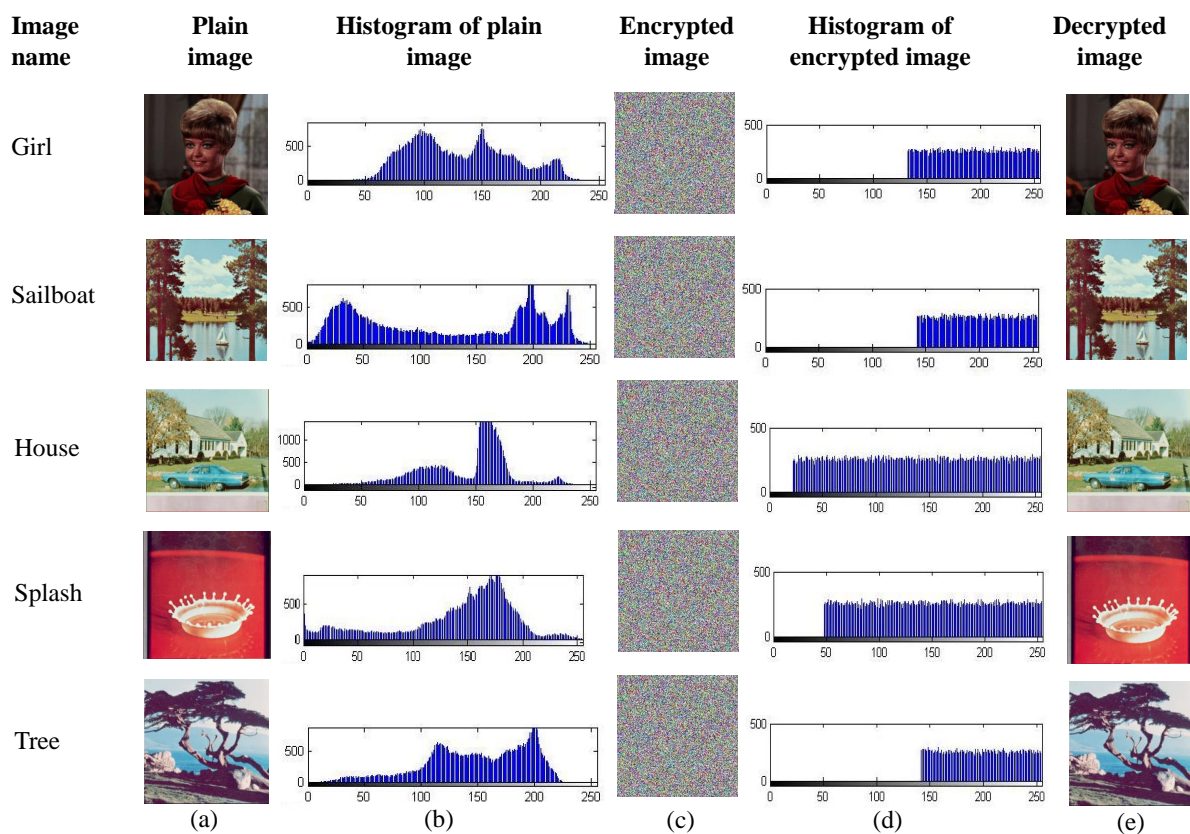 Image name
Plain image
Histogram of plain image
Encrypted image
Histogram of encrypted image
Decrypted image
Girl
500
0
0 50 100 150 200 250
500
0
0 50 100 150 200 250
Sailboat
500
0
0 50 100 150 200 250
500
0
0 50 100 150 200 250
House
1000
500
0
0 50 100 150 200 250
500
0
0 50 100 150 200 250
Splash
500
0
0 50 100 150 200 250
500
0
0 50 100 150 200 250
Tree
500
0
0 50 100 150 200 250
500
0
0 50 100 150 200 250
(a) (b) (c) (d) (e)